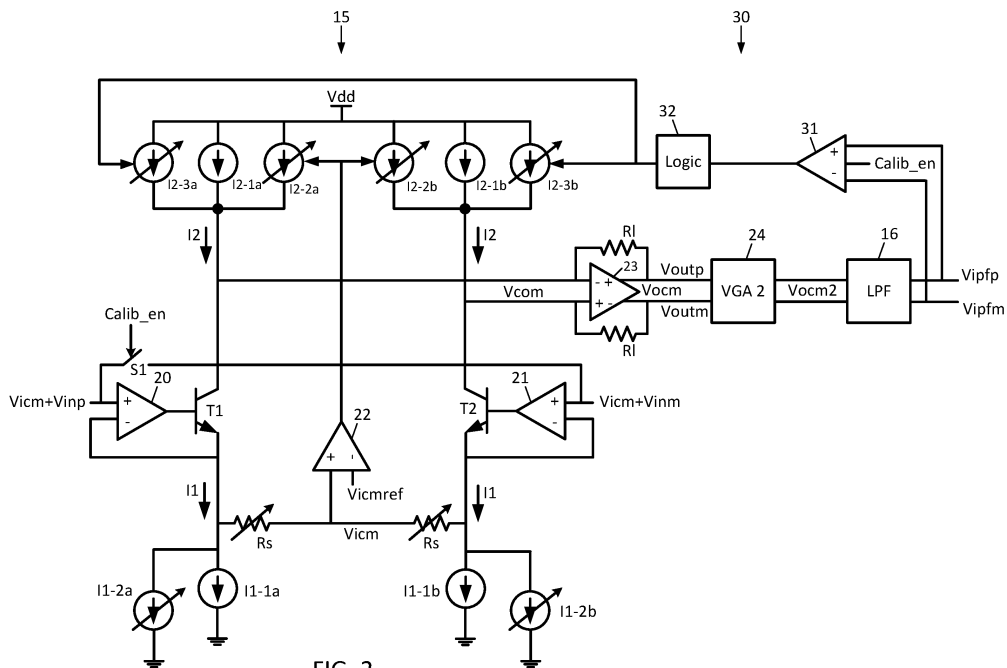 15
30
Vdd
32
31
Logic
+
-
Calib_en
I2-3a
I2-1a
I2-2a
I2-2b
I2-1b
I2-3b
I2
I2
Rl
23
24
16
- +
+ -
Voutp
Vocm
Voutm
Vcom
VGA 2
Vocm2
LPF
Vipfp
Vipfm
Rl
Calib_en
S1
20
21
Vicm+Vinp
+
-
T1
T2
+
-
Vicm+Vinm
22
+ -
Vicmref
I1
I1
Rs
Vicm
Rs
I1-2a
I1-1a
I1-1b
I1-2b
FIG. 2